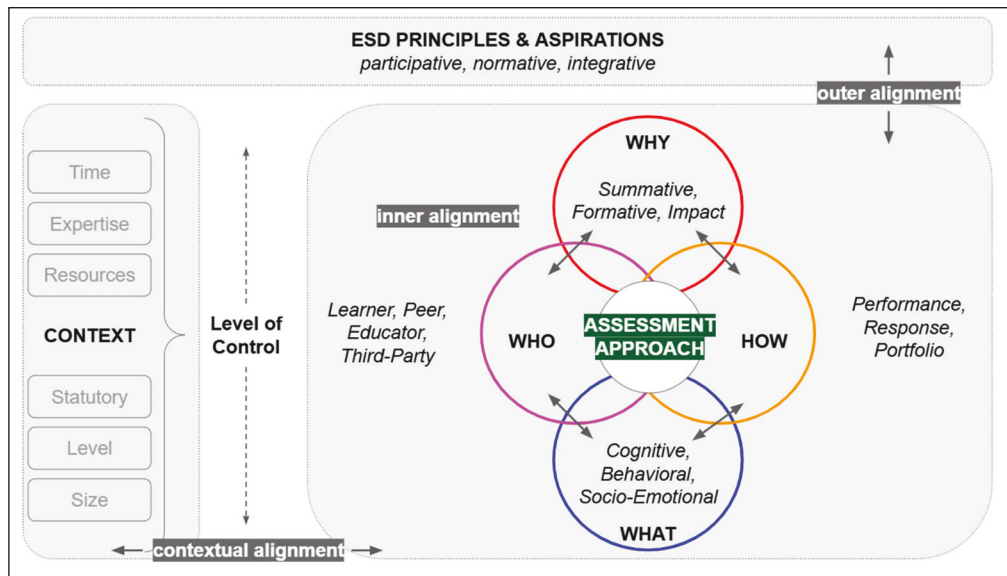 ESD PRINCIPLES & ASPIRATIONS
participative, normative, integrative
outer alignment
Time
Expertise
Resources
CONTEXT
Statutory
Level
Size
Level of
Control
contextual alignment
inner alignment
WHY
Summative,
Formative, Impact
Learner, Peer,
Educator,
Third-Party
WHO
ASSESSMENT
APPROACH
HOW
Performance,
Response,
Portfolio
Cognitive,
Behavioral,
Socio-Emotional
WHAT